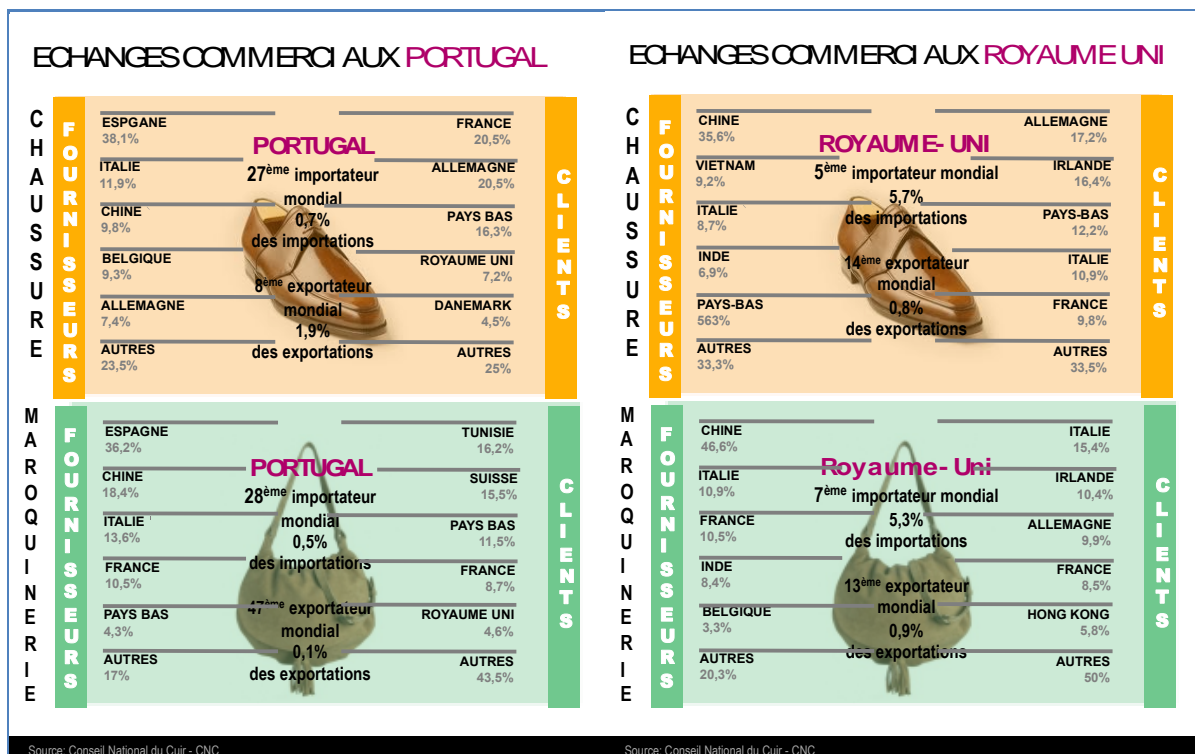 ECHANGES COMMERCIAUX PORTUGAL
CHAUSSURE
FOURNISSEURS
ESPGANE
38,1%
ITALIE
11,9%
CHINE
9,8%
BELGIQUE
9,3%
ALLEMAGNE
7,4%
AUTRES
23,5%
PORTUGAL
27ème importateur
mondial
0,7%
des importations
8ème exportateur
mondial
1,9%
des exportations
FRANCE
20,5%
ALLEMAGNE
20,5%
PAYS BAS
16,3%
ROYAUME UNI
7,2%
DANEMARK
4,5%
AUTRES
25%
CLIENTS
MAROQUINERIE
FOURNISSEURS
ESPAGNE
36,2%
CHINE
18,4%
ITALIE
13,6%
FRANCE
10,5%
PAYS BAS
4,3%
AUTRES
17%
PORTUGAL
28ème importateur
mondial
0,5%
des importations
47ème exportateur
mondial
0,1%
des exportations
TUNISIE
16,2%
SUISSE
15,5%
PAYS BAS
11,5%
FRANCE
8,7%
ROYAUME UNI
4,6%
AUTRES
43,5%
CLIENTS
Source: Conseil National du Cuir - CNC
ECHANGES COMMERCIAUX ROYAUME UNI
CHAUSSURE
FOURNISSEURS
CHINE
35,6%
VIETNAM
9,2%
ITALIE
8,7%
INDE
6,9%
PAYS-BAS
563%
AUTRES
33,3%
ROYAUME-UNI
5ème importateur mondial
5,7%
des importations
14ème exportateur
mondial
0,8%
des exportations
ALLEMAGNE
17,2%
IRLANDE
16,4%
PAYS-BAS
12,2%
ITALIE
10,9%
FRANCE
9,8%
AUTRES
33,5%
CLIENTS
MAROQUINERIE
FOURNISSEURS
CHINE
46,6%
ITALIE
10,9%
FRANCE
10,5%
INDE
8,4%
BELGIQUE
3,3%
AUTRES
20,3%
Royaume-Uni
7ème importateur mondial
5,3%
des importations
13ème exportateur
mondial
0,9%
des exportations
ITALIE
15,4%
IRLANDE
10,4%
ALLEMAGNE
9,9%
FRANCE
8,5%
HONG KONG
5,8%
AUTRES
50%
CLIENTS
Source: Conseil National du Cuir - CNC